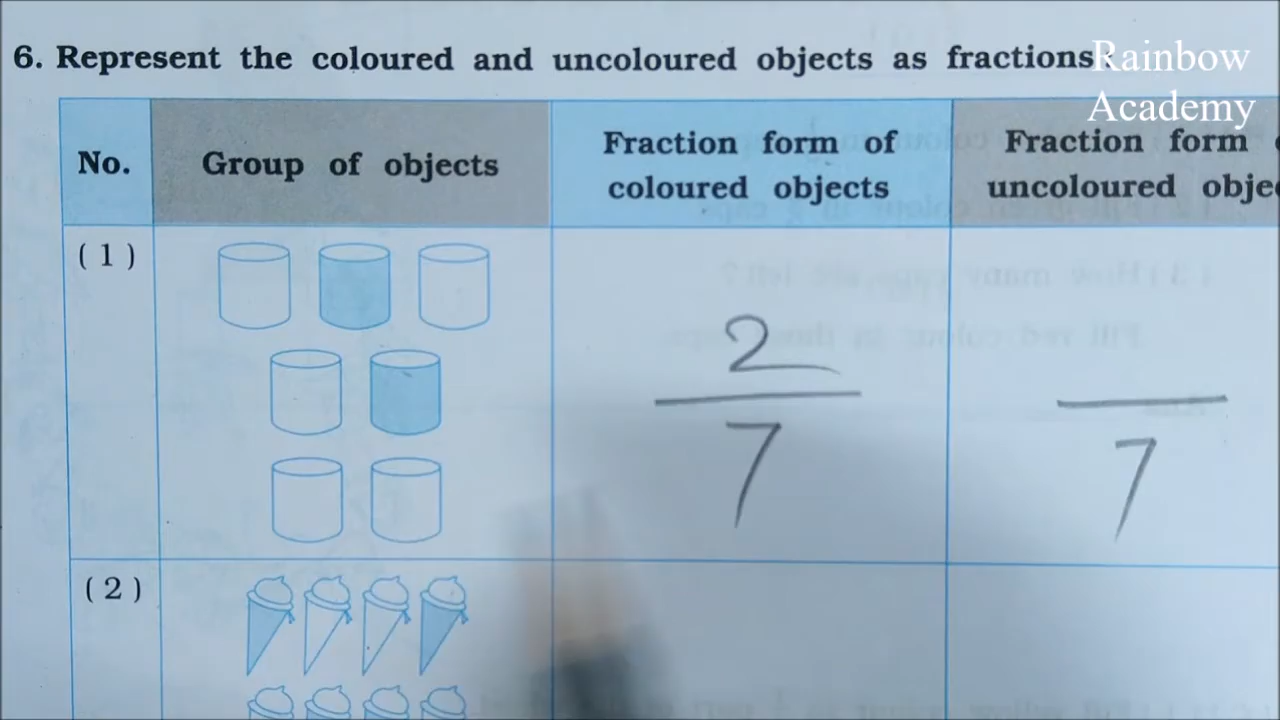 6. Represent the coloured and uncoloured objects as fractions:
Rainbow
Academy
No.
Group of objects
Fraction form of
coloured objects
Fraction form
uncoloured obje
( 1 )
2
7
7
( 2 )